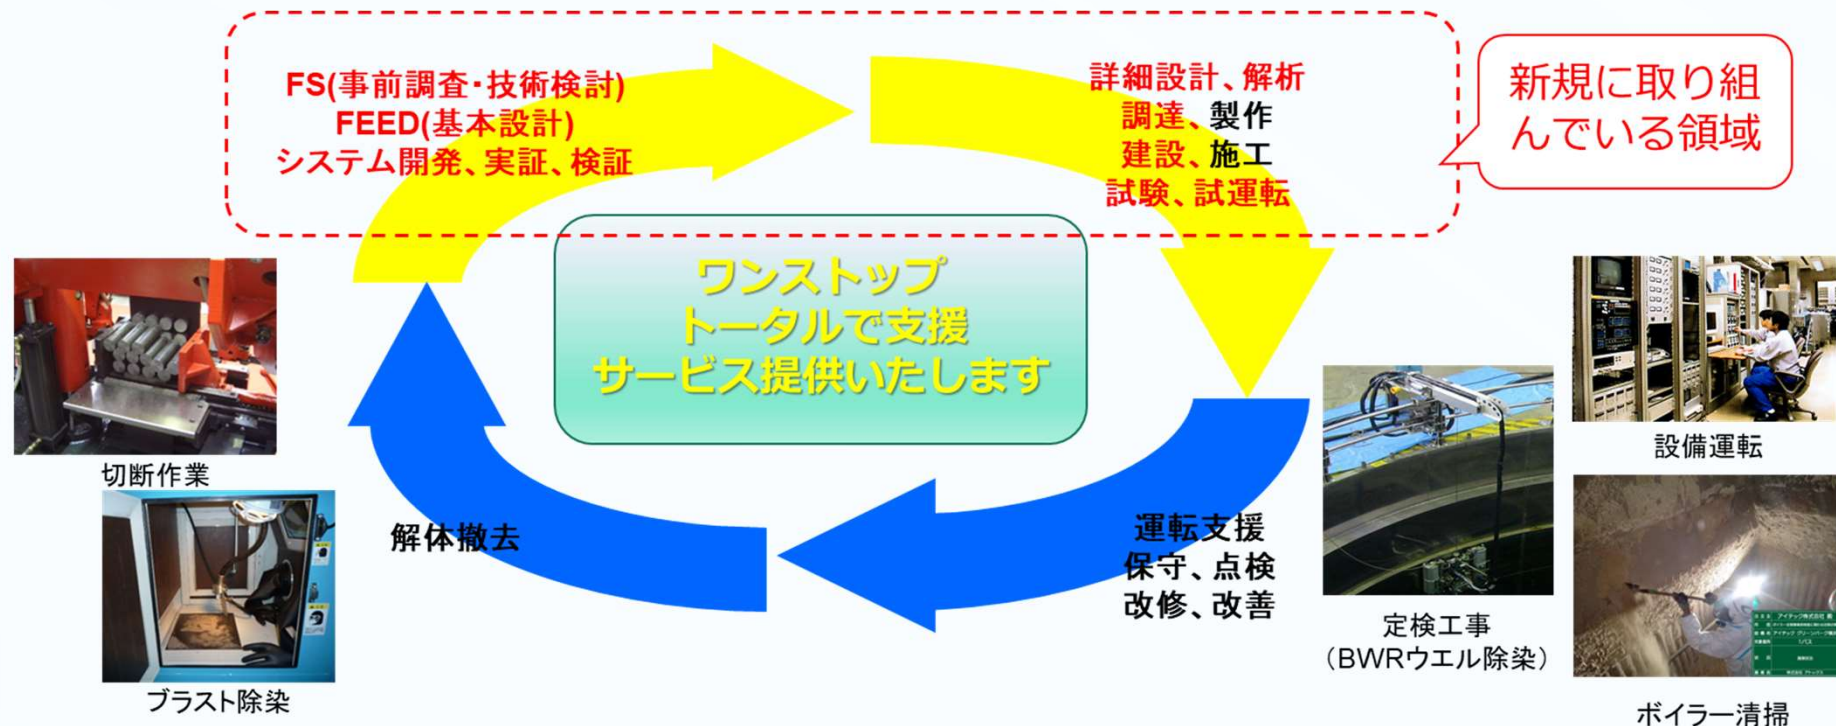 FS(事前調査・技術検討)
FEED(基本設計)
システム開発、実証、検証
詳細設計、解析
調達、製作
建設、施工
試験、試運転
新規に取り組
んでいる領域
ワンストップ
トータルで支援
サービス提供いたします
切断作業
ブラスト除染
解体撤去
運転支援
保守、点検
改修、改善
定検工事
（BWRウエル除染）
設備運転
ボイラー清掃